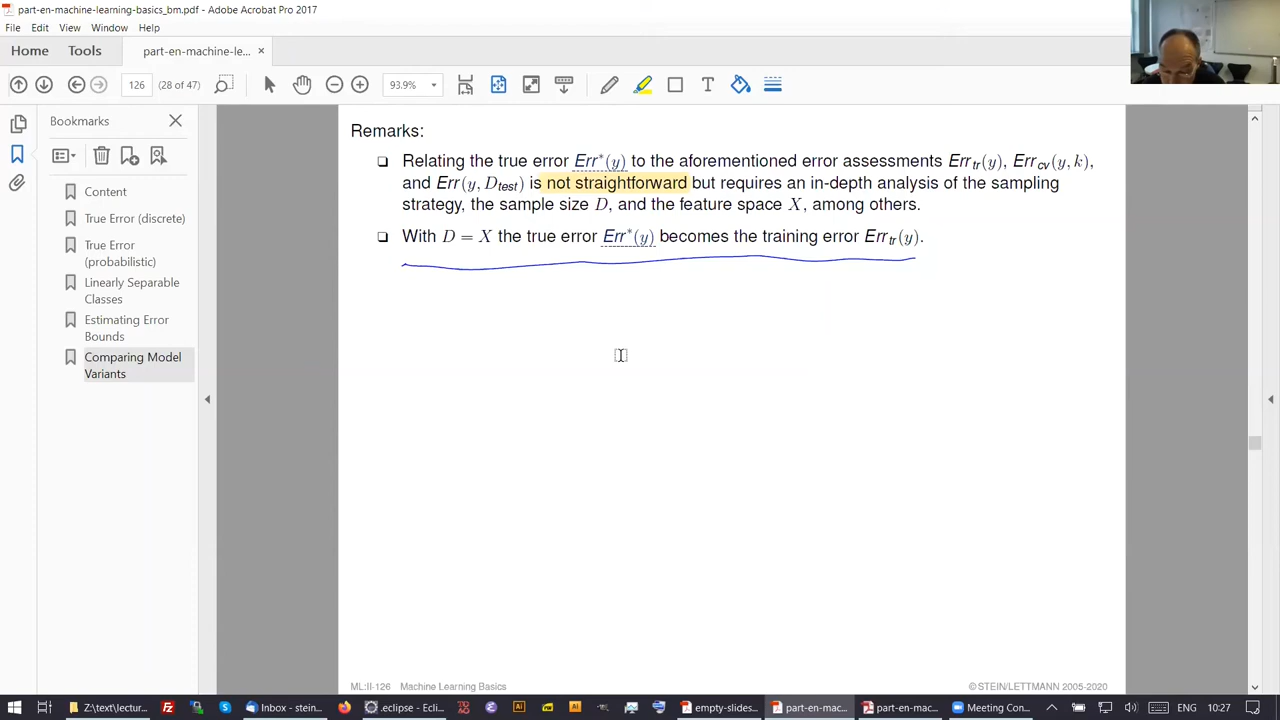 part-en-machine-learning-basics_bm.pdf - Adobe Acrobat Pro 2017
File Edit View Window Help
Home Tools part-en-machine-le... ×
126 (28 of 47) 93.9%
Bookmarks
Content
True Error (discrete)
True Error
(probabilistic)
Linearly Separable
Classes
Estimating Error
Bounds
Comparing Model
Variants
Remarks:
❏ Relating the true error Err*(y) to the aforementioned error assessments Err_tr(y), Err_cv(y, k),
and Err(y, D_test) is not straightforward but requires an in-depth analysis of the sampling
strategy, the sample size D, and the feature space X, among others.
❏ With D = X the true error Err*(y) becomes the training error Err_tr(y).
ML:II-126 Machine Learning Basics
© STEIN/LETTMANN 2005-2020
Z:\text\lectur... Inbox - stein... .eclipse - Ecli... empty-slides... part-en-mac... part-en-mac... Meeting Con... ENG 10:27